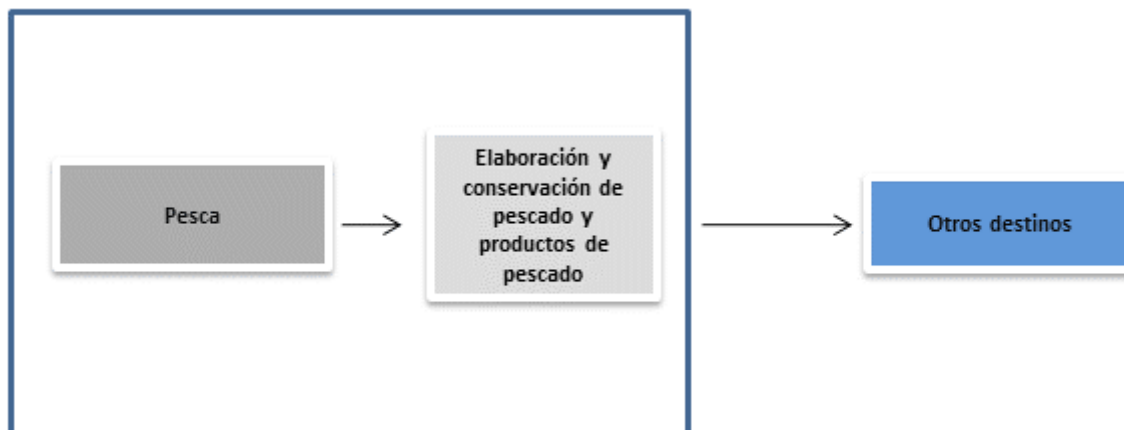 Pesca
Elaboración y
conservación de
pescado y
productos de
pescado
Otros destinos